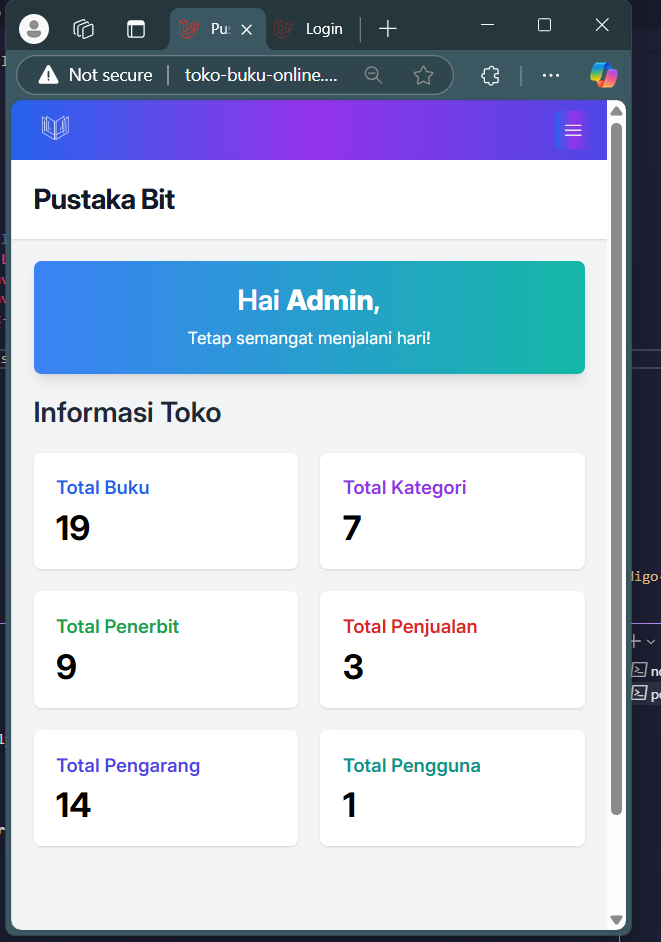 Pu
Login
Not secure
toko-buku-online....
Pustaka Bit
Hai Admin,
Tetap semangat menjalani hari!
Informasi Toko
Total Buku
19
Total Kategori
7
Total Penerbit
9
Total Penjualan
3
Total Pengarang
14
Total Pengguna
1